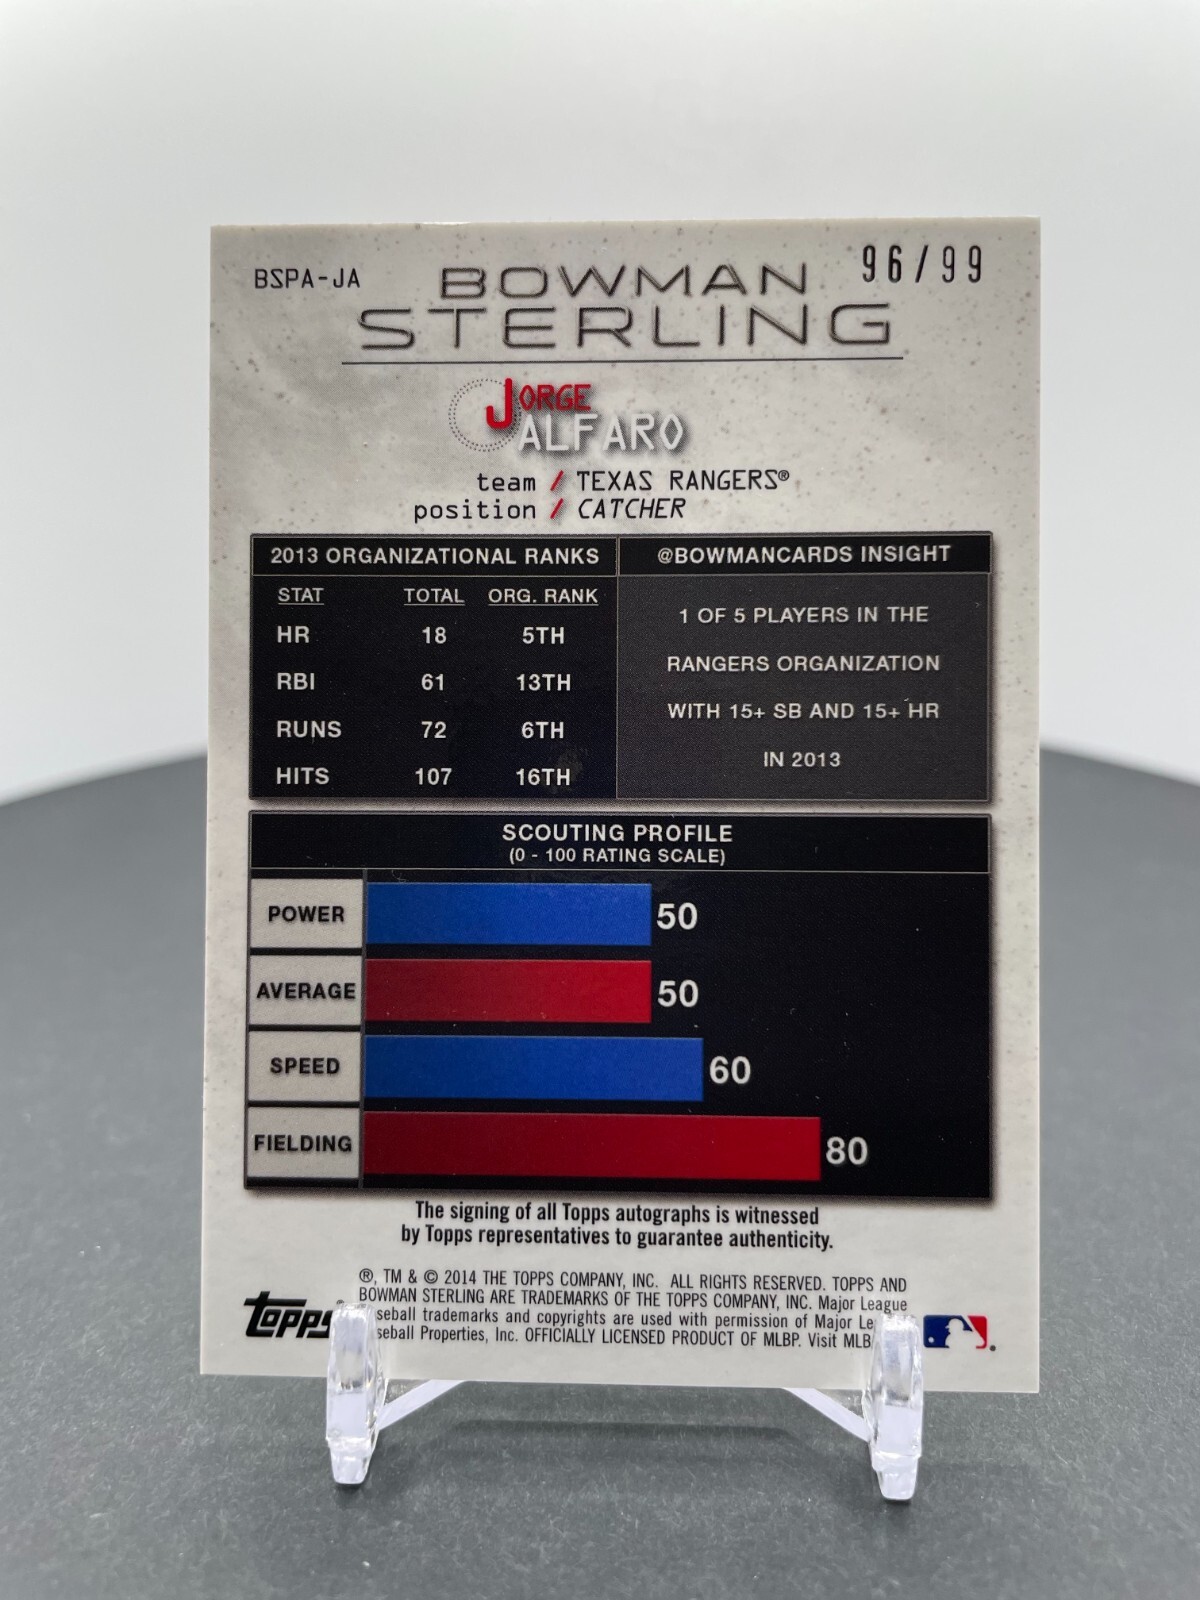 BSPA-JA
96/99
BOWMAN
STERLING
JORGE
ALFARO
team / TEXAS RANGERS®
position / CATCHER
2013 ORGANIZATIONAL RANKS
STAT TOTAL ORG. RANK
HR 18 5TH
RBI 61 13TH
RUNS 72 6TH
HITS 107 16TH
@BOWMANCARDS INSIGHT
1 OF 5 PLAYERS IN THE
RANGERS ORGANIZATION
WITH 15+ SB AND 15+ HR
IN 2013
SCOUTING PROFILE
(0 - 100 RATING SCALE)
POWER 50
AVERAGE 50
SPEED 60
FIELDING 80
The signing of all Topps autographs is witnessed
by Topps representatives to guarantee authenticity.
®, TM & © 2014 THE TOPPS COMPANY, INC. ALL RIGHTS RESERVED. TOPPS AND
BOWMAN STERLING ARE TRADEMARKS OF THE TOPPS COMPANY, INC. Major League
seball trademarks and copyrights are used with permission of Major Le
seball Properties, Inc. OFFICIALLY LICENSED PRODUCT OF MLBP. Visit MLB
topps